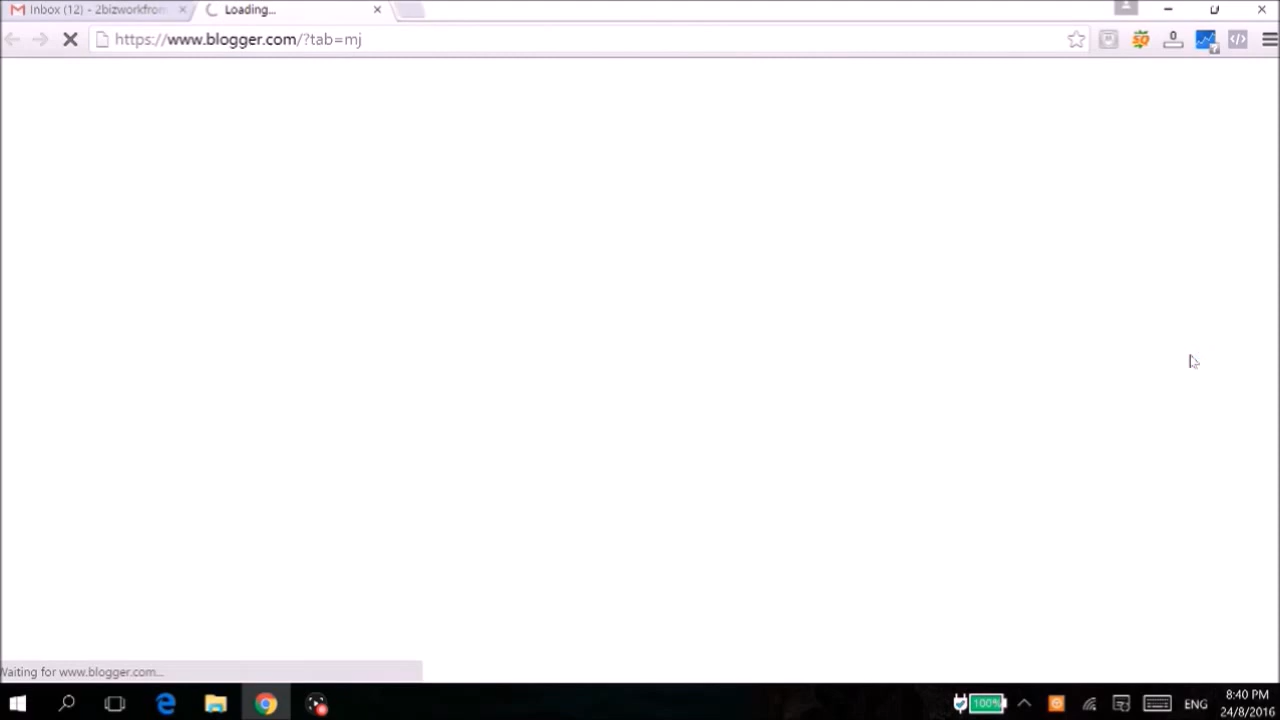 Inbox (12) - 2bizworkfron
Loading...
https://www.blogger.com/?tab=mj
Waiting for www.blogger.com...
100%
ENG
8:40 PM
24/8/2016